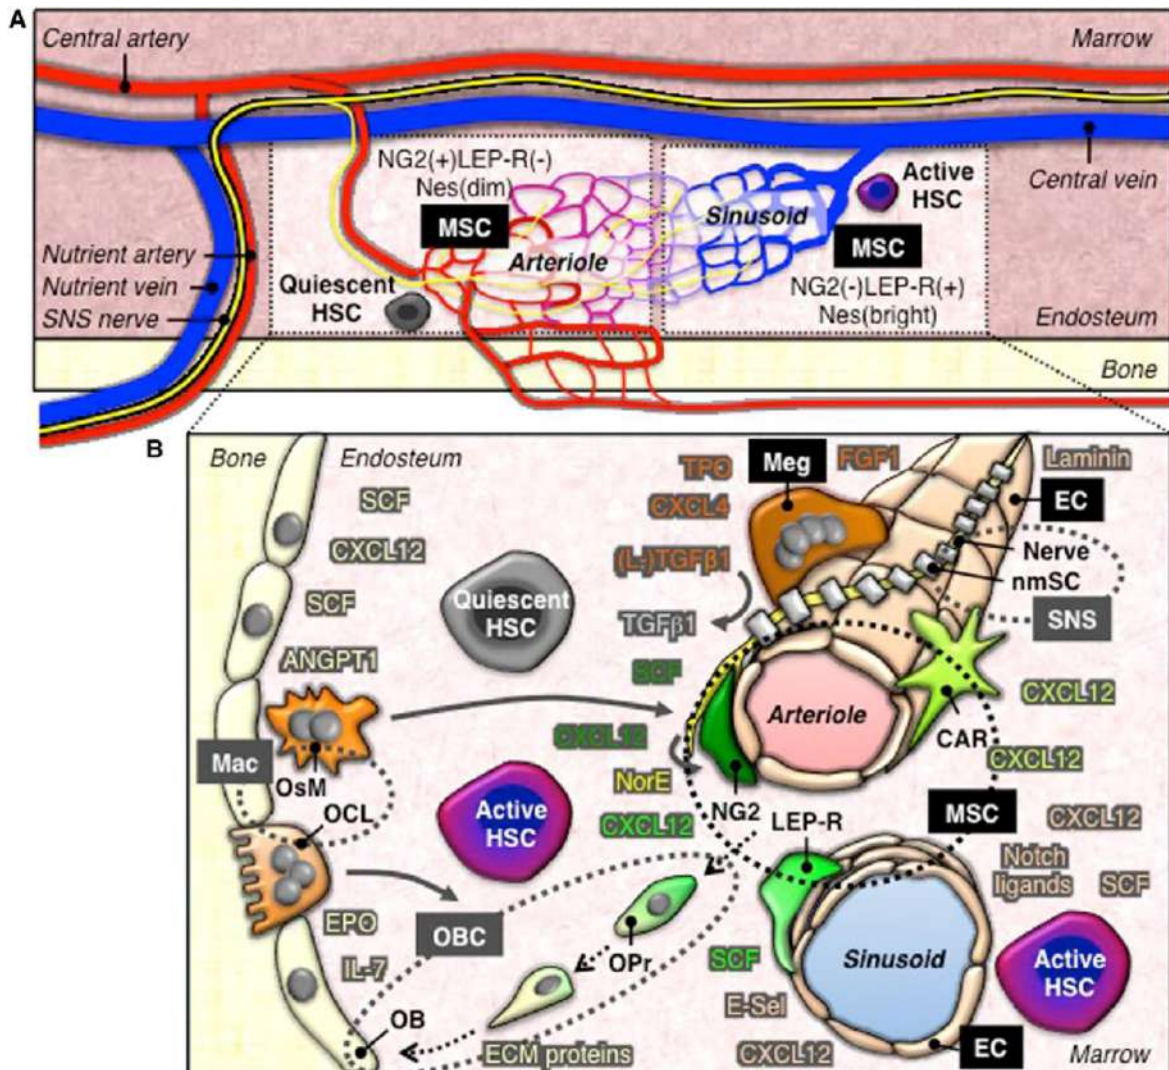 A
Central artery
Marrow
NG2(+)LEP-R(-)
Nes(dim)
MSC
Active
HSC
Central vein
Sinusoid
MSC
Arteriole
Nutrient artery
Nutrient vein
SNS nerve
Quiescent
HSC
NG2(-)LEP-R(+)
Nes(bright)
Endosteum
Bone
B
Bone
Endosteum
TPO
Meg
FGF1
Laminin
SCF
CXCL4
EC
CXCL12
(L-)TGFβ1
Nerve
nmSC
Quiescent
HSC
SCF
TGFβ1
SNS
ANGPT1
SCF
Arteriole
CXCL12
CAR
Mac
CXCL12
CXCL12
OsM
NorE
OCL
Active
HSC
CXCL12
NG2
LEP-R
MSC
CXCL12
Notch
ligands
SCF
EPO
OBC
IL-7
OPr
SCF
Sinusoid
Active
HSC
E-Sel
OB
ECM proteins
CXCL12
EC
Marrow